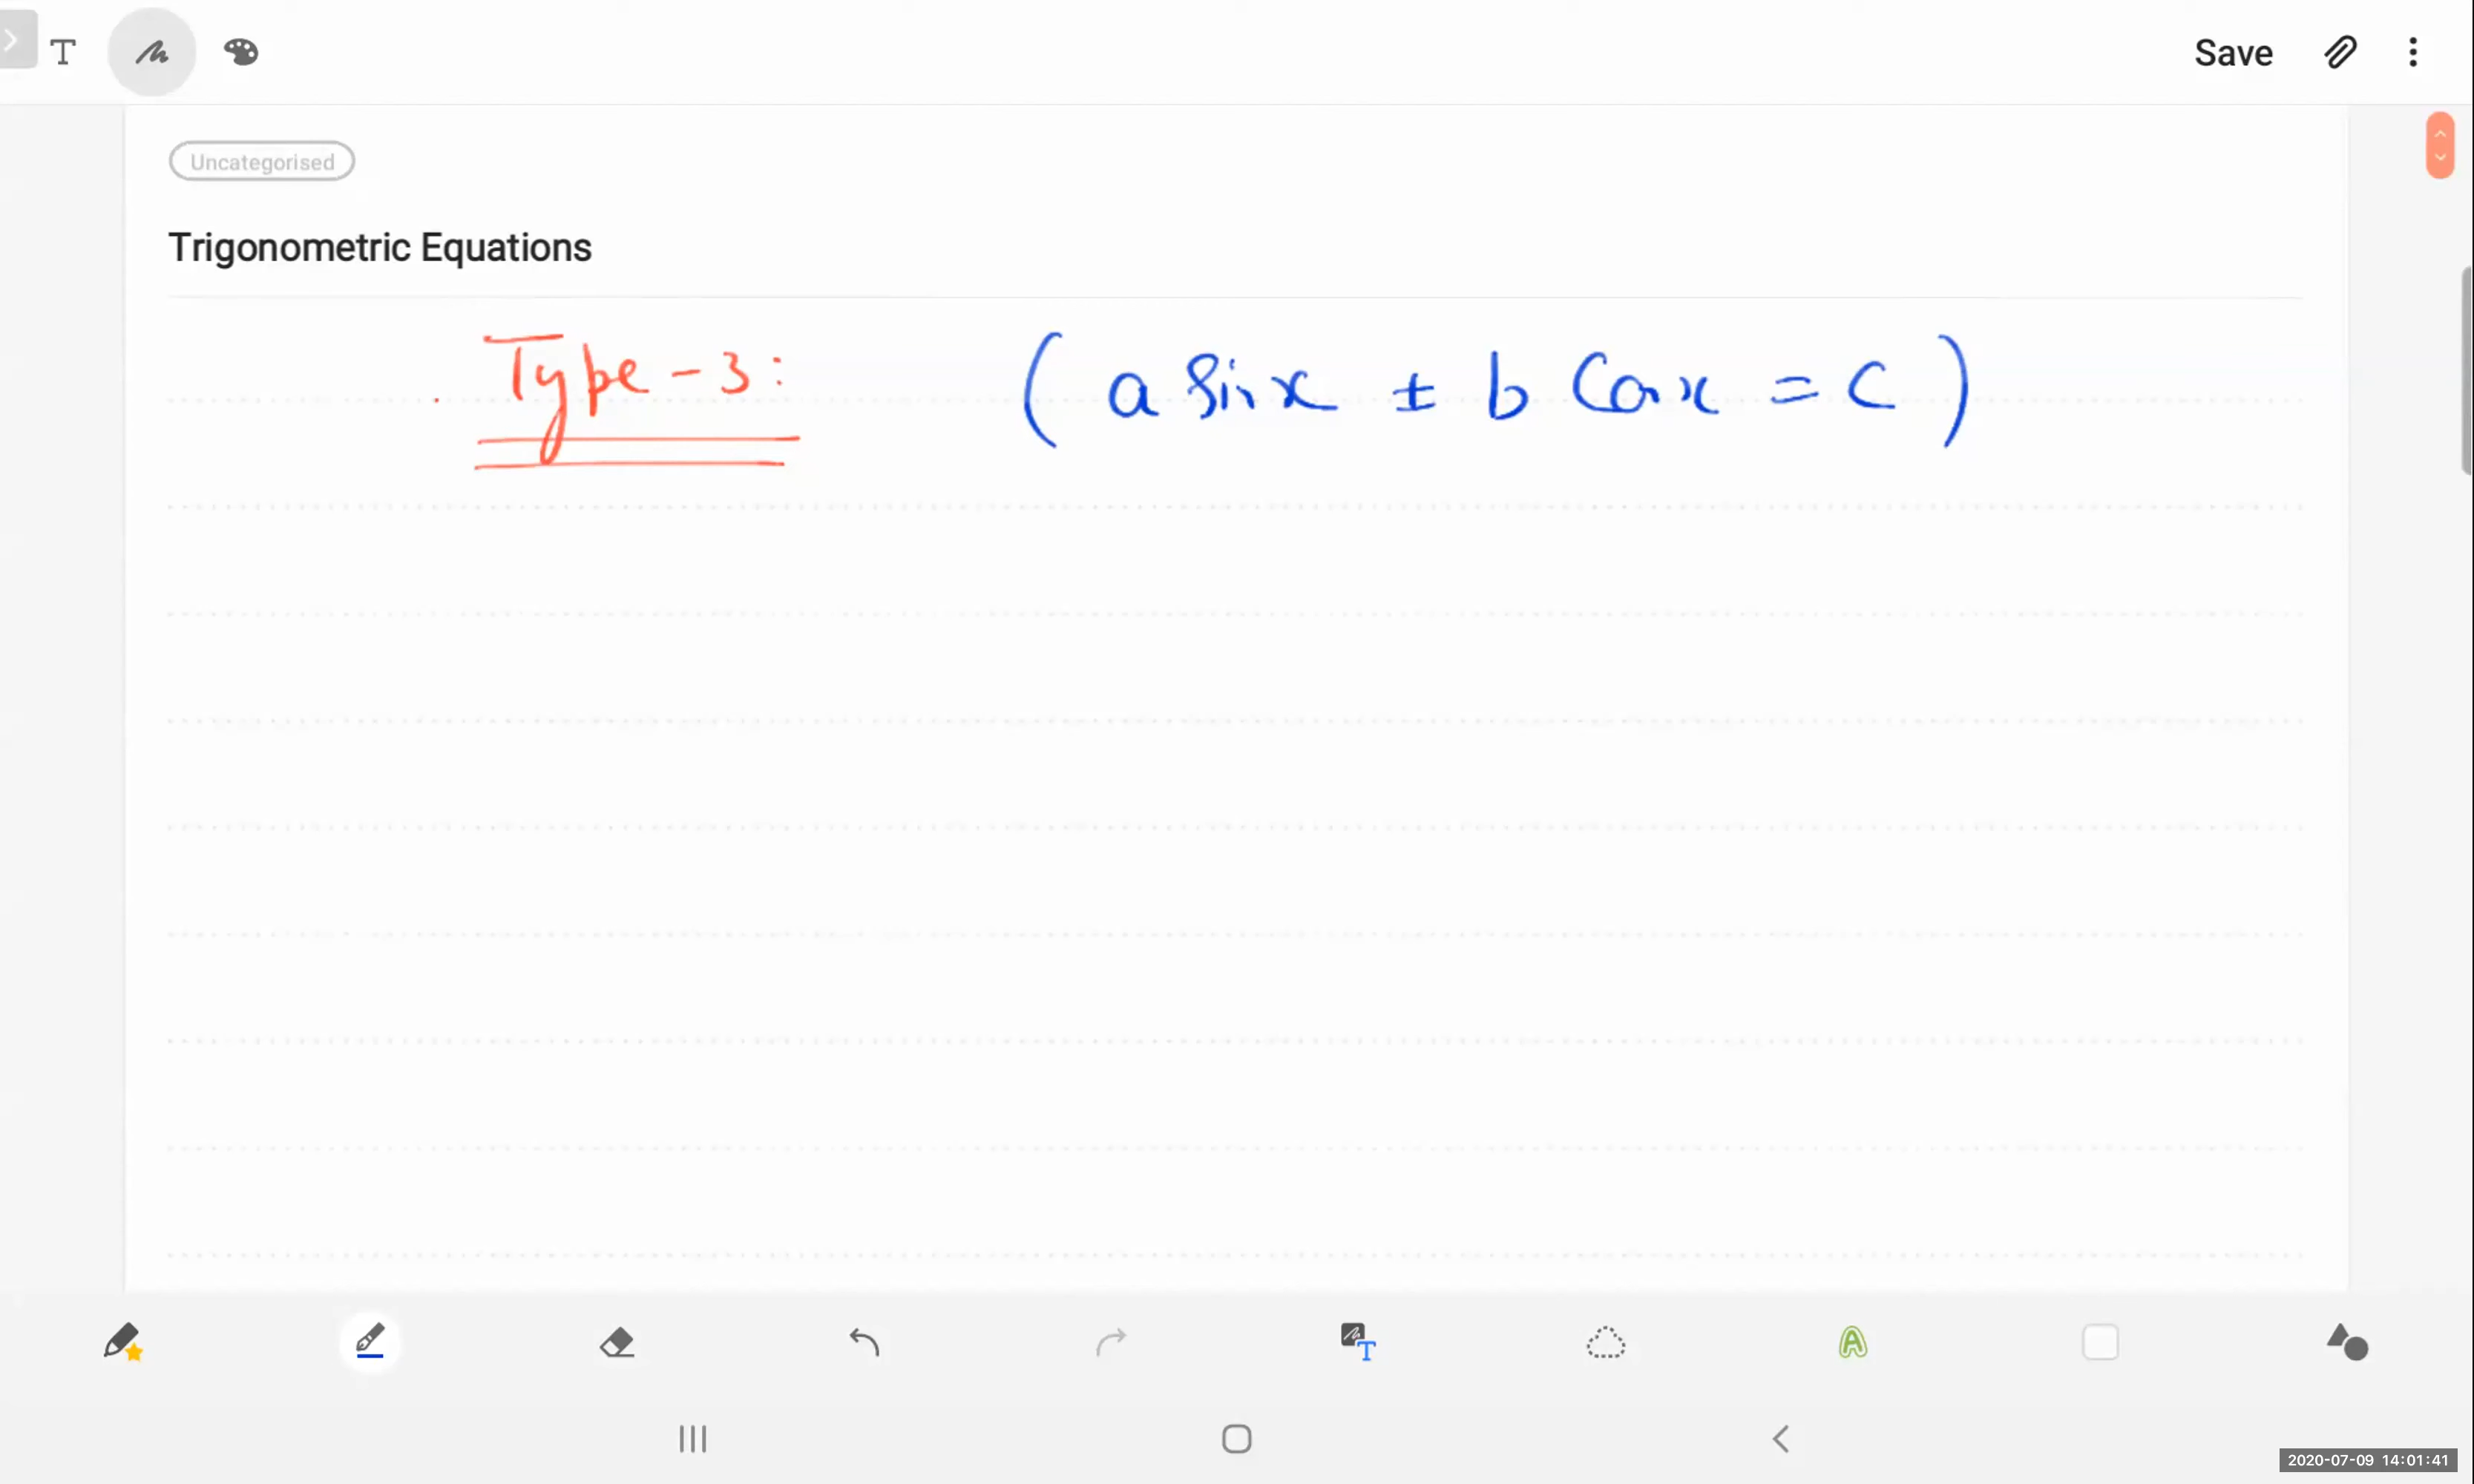 T
Save
Uncategorised
Trigonometric Equations
Type-3: ( a Sin x ± b Cos x = c )
T
A
2020-07-09 14:01:41